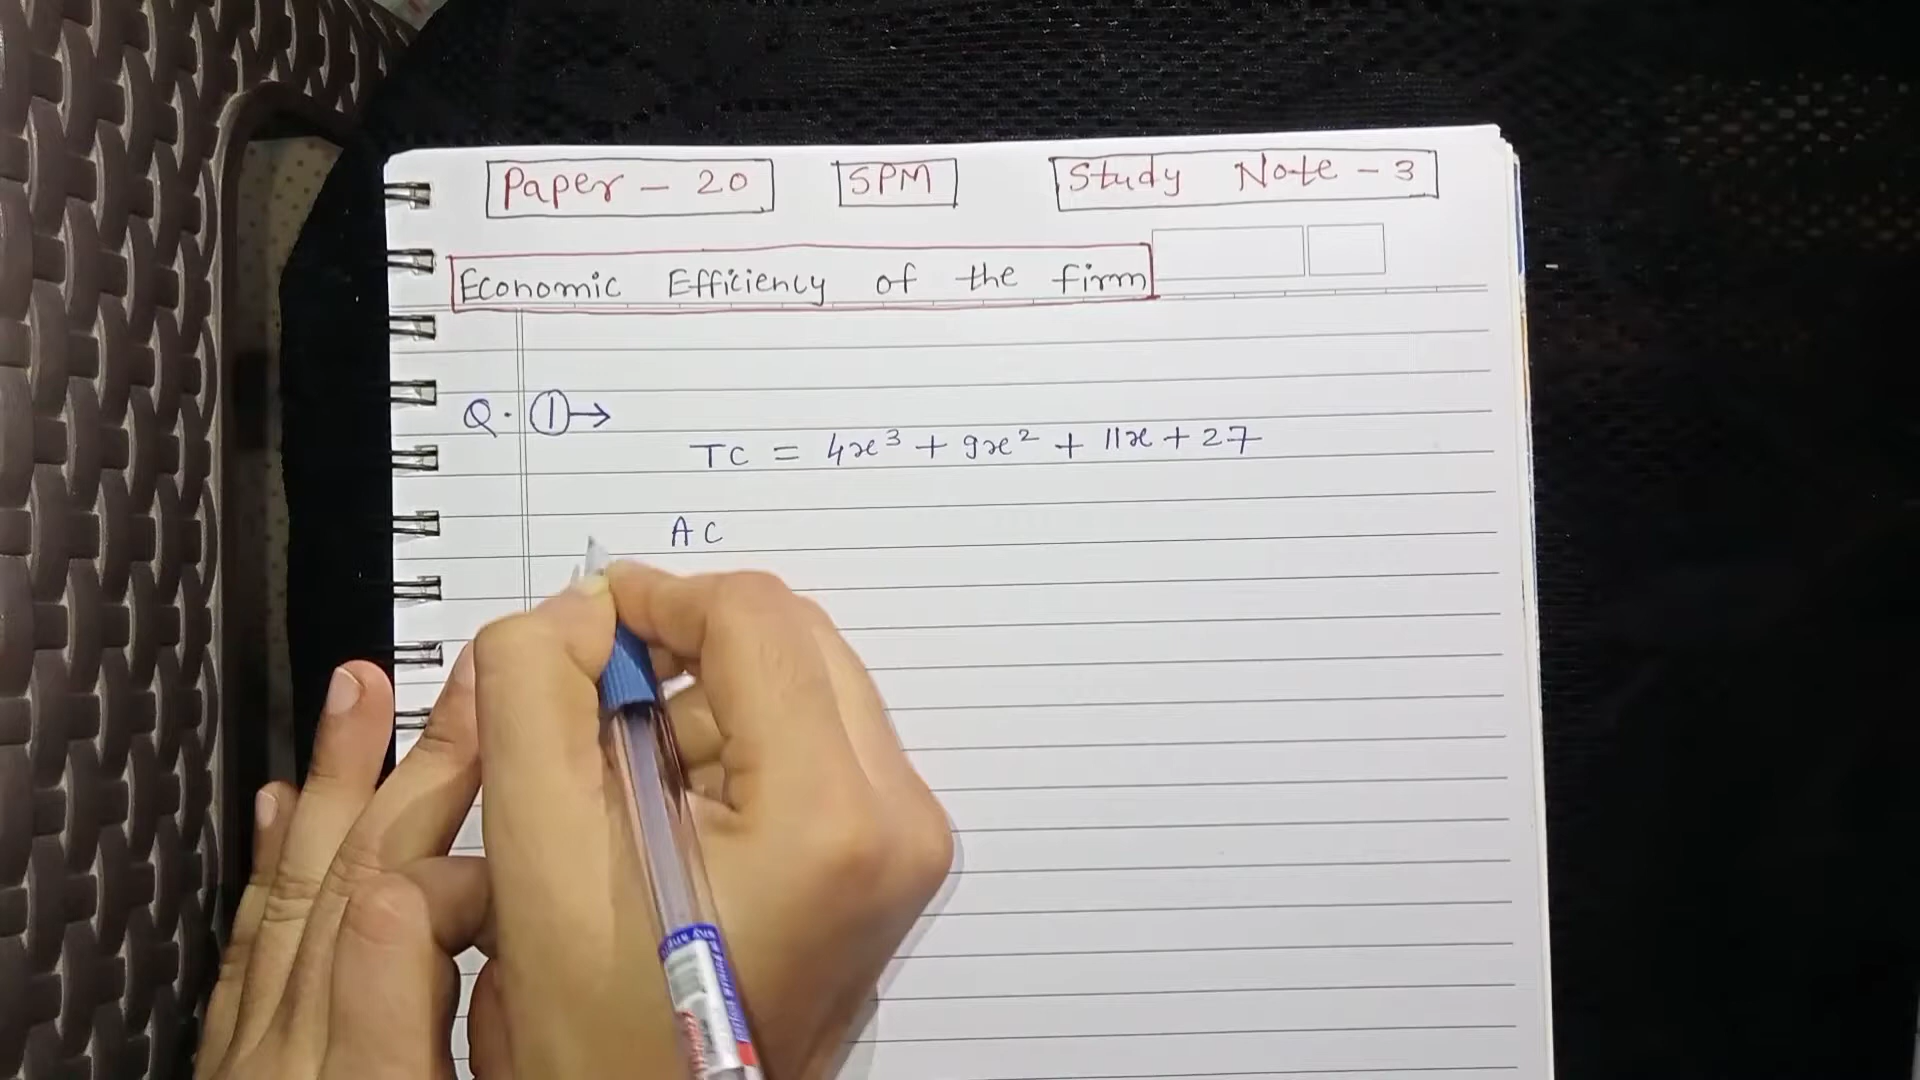 Paper - 20 SPM Study Note - 3
Economic Efficiency of the firm
Q. ① →
TC = 4x³ + 9x² + 11x + 27
AC